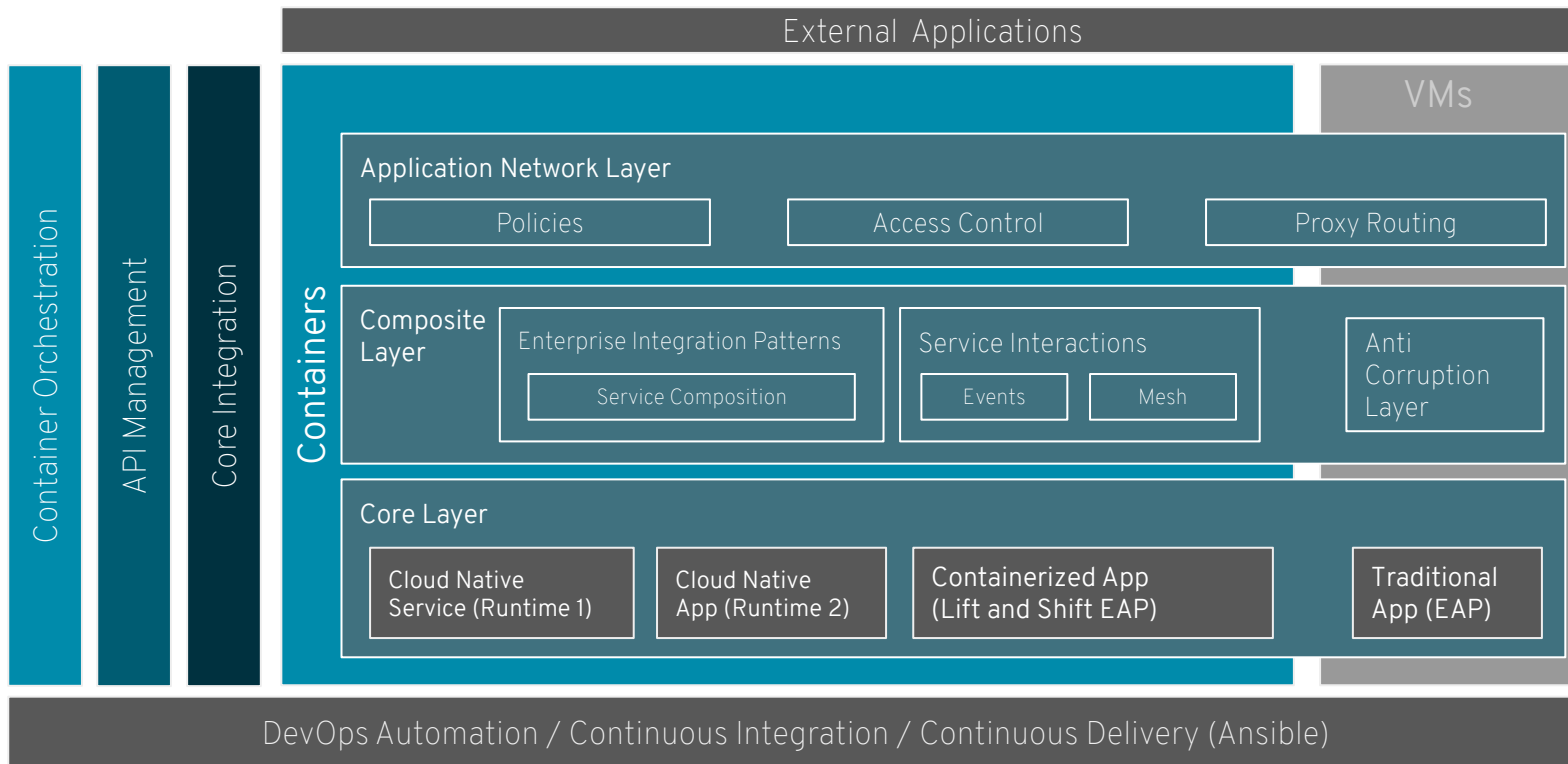 External Applications
Container Orchestration
API Management
Core Integration
Containers
VMs
Application Network Layer
Policies
Access Control
Proxy Routing
Composite
Layer
Enterprise Integration Patterns
Service Composition
Service Interactions
Events
Mesh
Anti
Corruption
Layer
Core Layer
Cloud Native
Service (Runtime 1)
Cloud Native
App (Runtime 2)
Containerized App
(Lift and Shift EAP)
Traditional
App (EAP)
DevOps Automation / Continuous Integration / Continuous Delivery (Ansible)